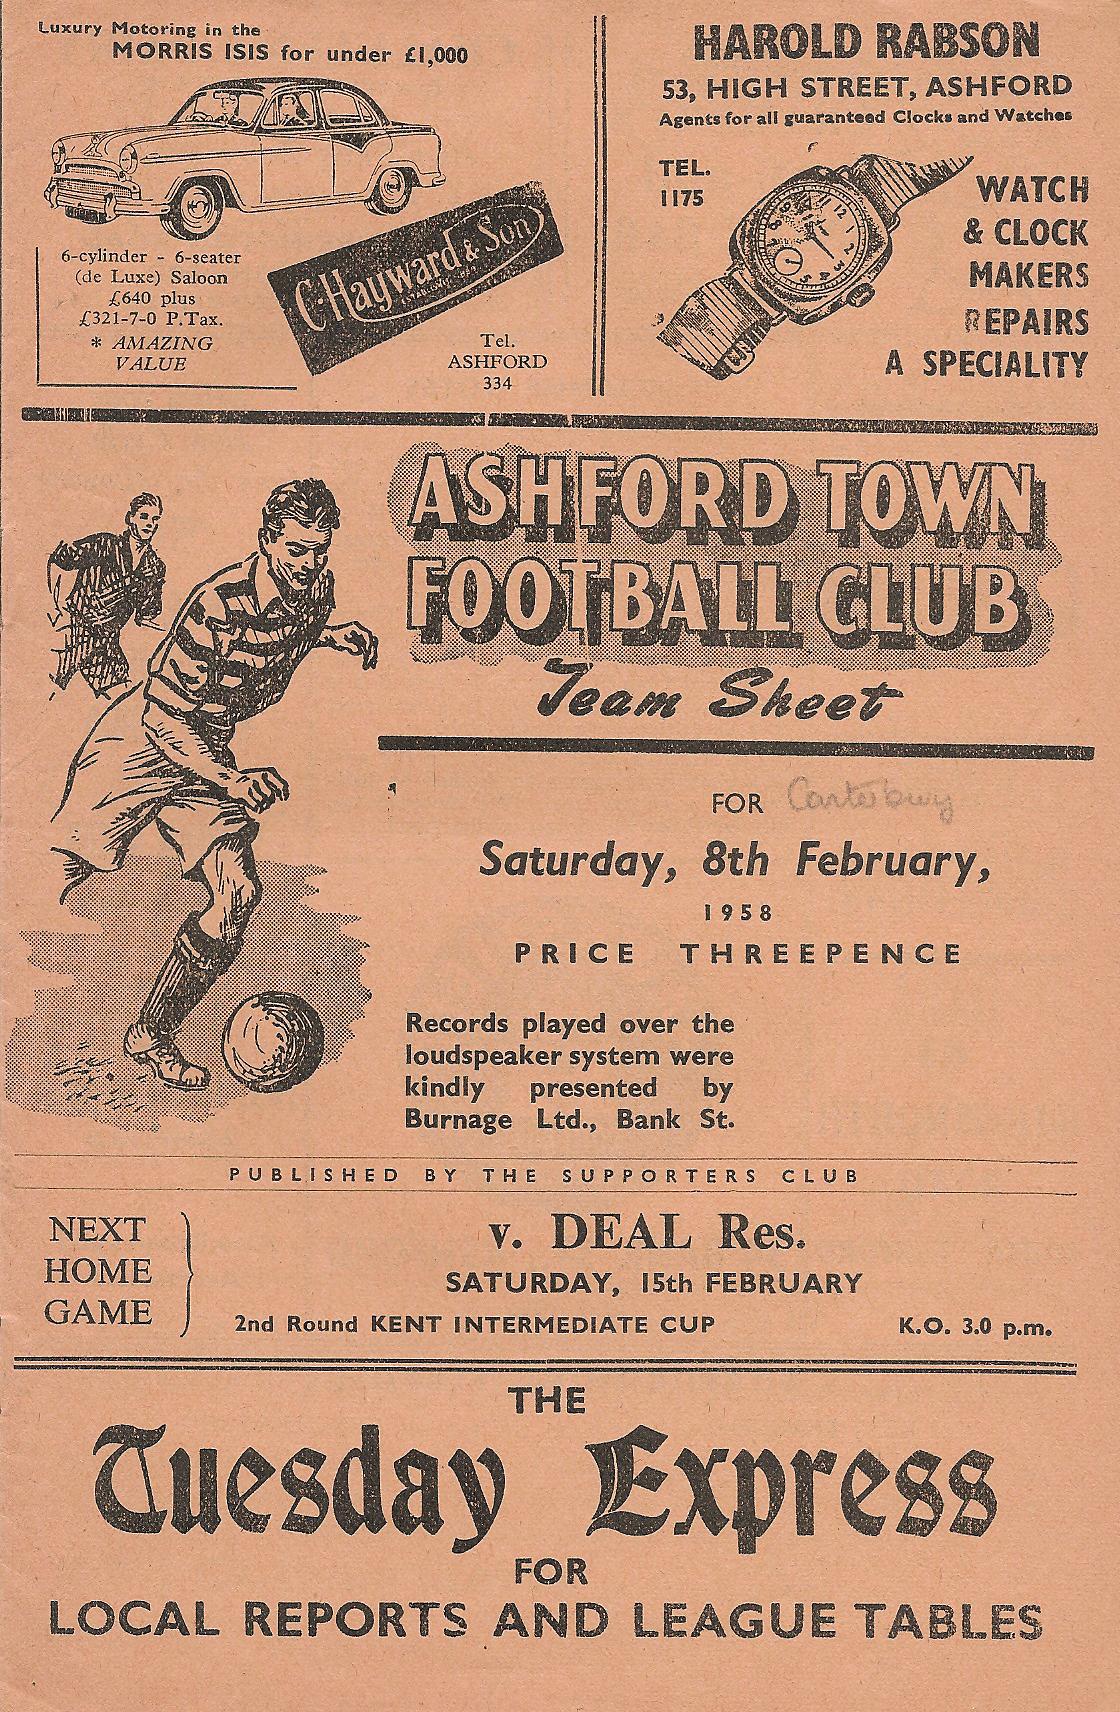 Luxury Motoring in the
MORRIS ISIS for under £1,000
6-cylinder - 6-seater
(de Luxe) Saloon
£640 plus
£321-7-0 P.Tax.
* AMAZING
VALUE
C. Hayward & Son
Tel.
ASHFORD
334
HAROLD RABSON
53, HIGH STREET, ASHFORD
Agents for all guaranteed Clocks and Watches
TEL.
1175
WATCH
& CLOCK
MAKERS
REPAIRS
A SPECIALITY
ASHFORD TOWN
FOOTBALL CLUB
Team Sheet
FOR Canterbury
Saturday, 8th February,
1958
PRICE THREEPENCE
Records played over the
loudspeaker system were
kindly presented by
Burnage Ltd., Bank St.
PUBLISHED BY THE SUPPORTERS CLUB
NEXT
HOME
GAME
v. DEAL Res.
SATURDAY, 15th FEBRUARY
2nd Round KENT INTERMEDIATE CUP K.O. 3.0 p.m.
THE
Tuesday Express
FOR
LOCAL REPORTS AND LEAGUE TABLES